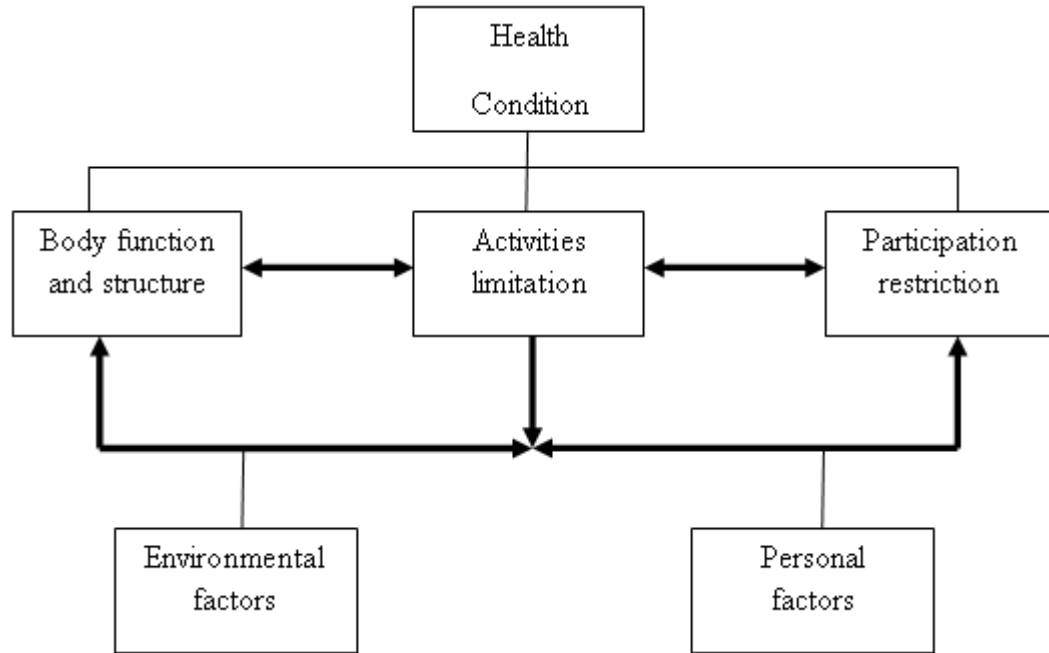 Health
Condition
Body function
and structure
Activities
limitation
Participation
restriction
Environmental
factors
Personal
factors